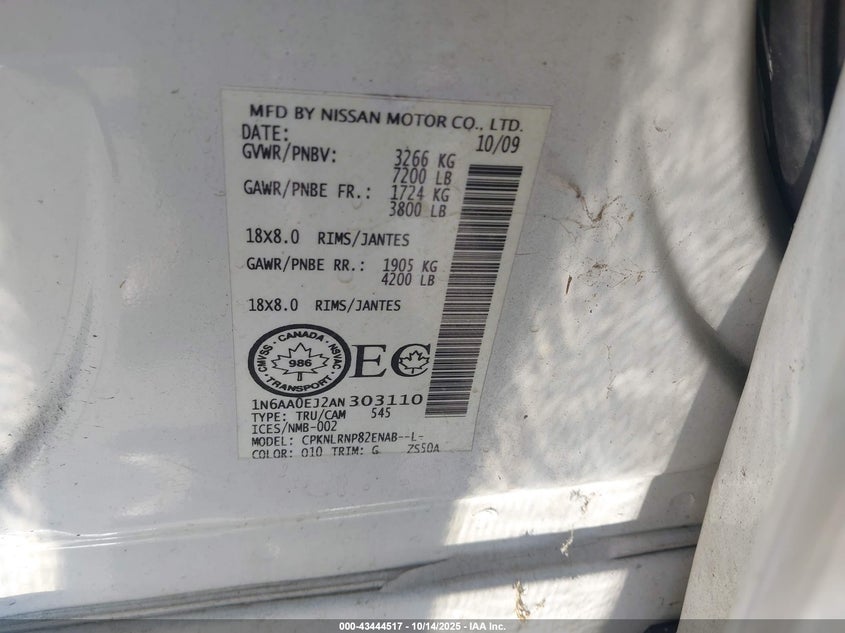 MFD BY NISSAN MOTOR CO., LTD.
DATE: 10/09
GVWR/PNBV: 3266 KG
7200 LB
GAWR/PNBE FR.: 1724 KG
3800 LB
18X8.0 RIMS/JANTES
GAWR/PNBE RR.: 1905 KG
4200 LB
18X8.0 RIMS/JANTES
CANADA
CMVSS 986 NSVAC
TRANSPORT
EC
1N6AA0EJ2AN 303110
TYPE: TRU/CAM 545
ICES/NMB-002
MODEL: CPKNLRNP82ENAB--L-
COLOR: 010 TRIM: G ZS50A
000-43444517 - 10/14/2025 - IAA Inc.